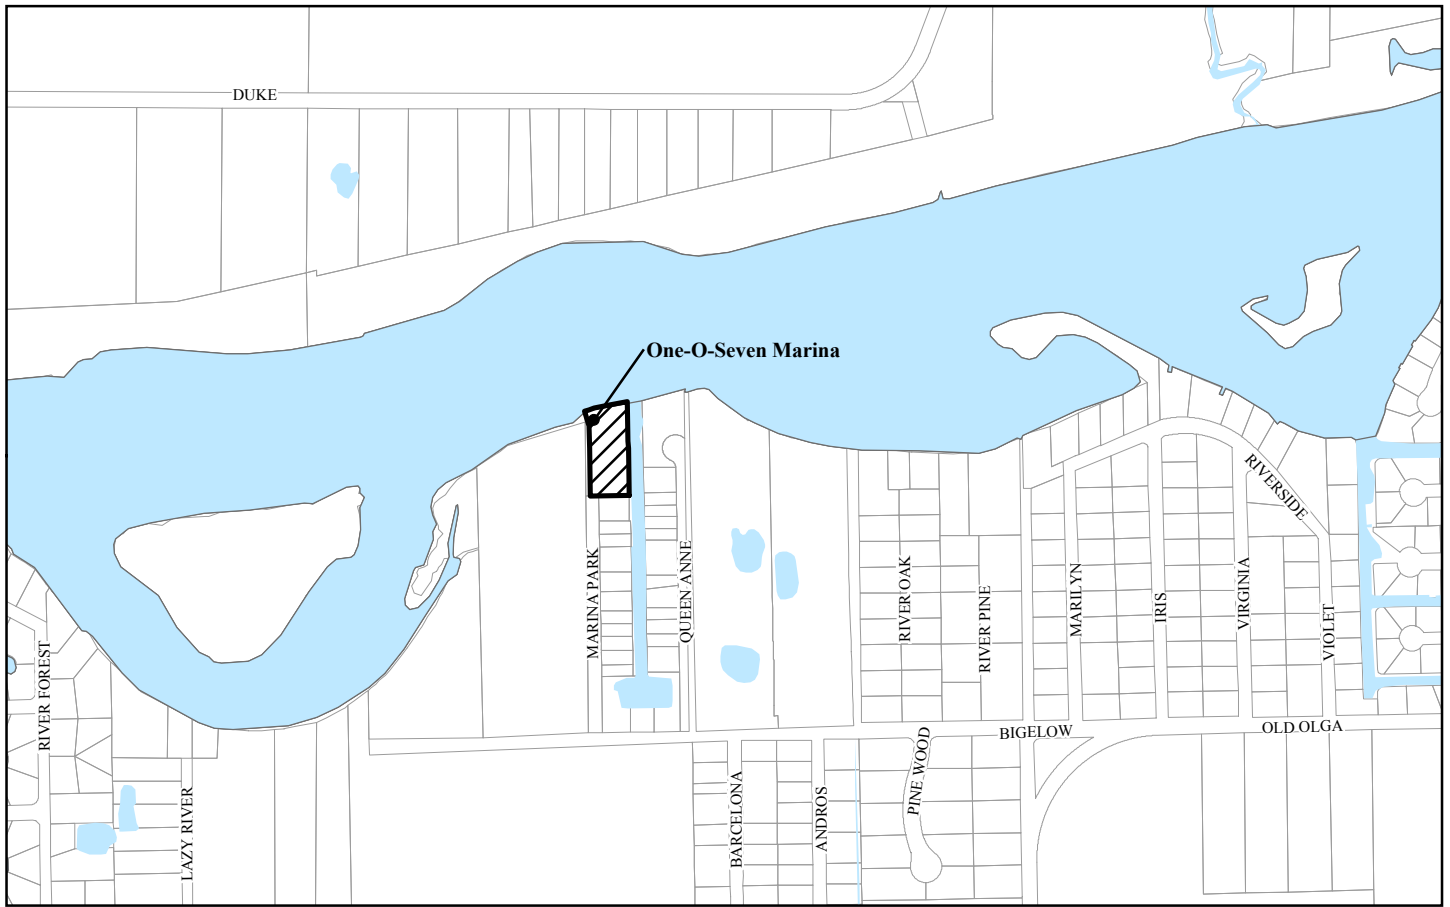 DUKE
One-O-Seven Marina
RIVERSIDE
MARINA PARK
QUEEN ANNE
RIVER OAK
RIVER PINE
MARILYN
IRIS
VIRGINIA
VIOLET
RIVER FOREST
BIGELOW
OLD OLGA
PINE WOOD
LAZY RIVER
BARCELONA
ANDROS